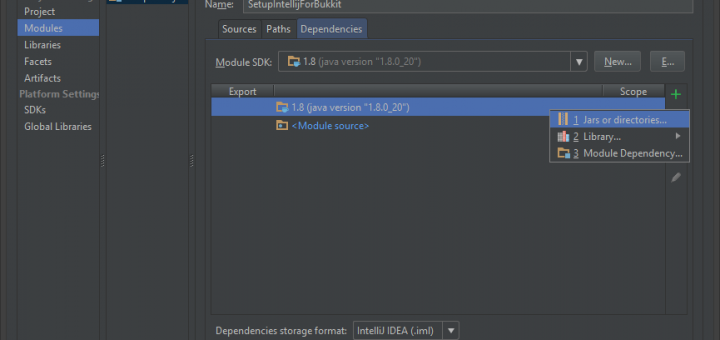 Name: SetupIntellijForBukkit
Project
Modules
Libraries
Facets
Artifacts
Platform Settings
SDKs
Global Libraries
Sources Paths Dependencies
Module SDK: 1.8 (java version "1.8.0_20") New... E...
Export Scope
1.8 (java version "1.8.0_20")
<Module source>
1 Jars or directories...
2 Library...
3 Module Dependency...
Dependencies storage format: IntelliJ IDEA (.iml)